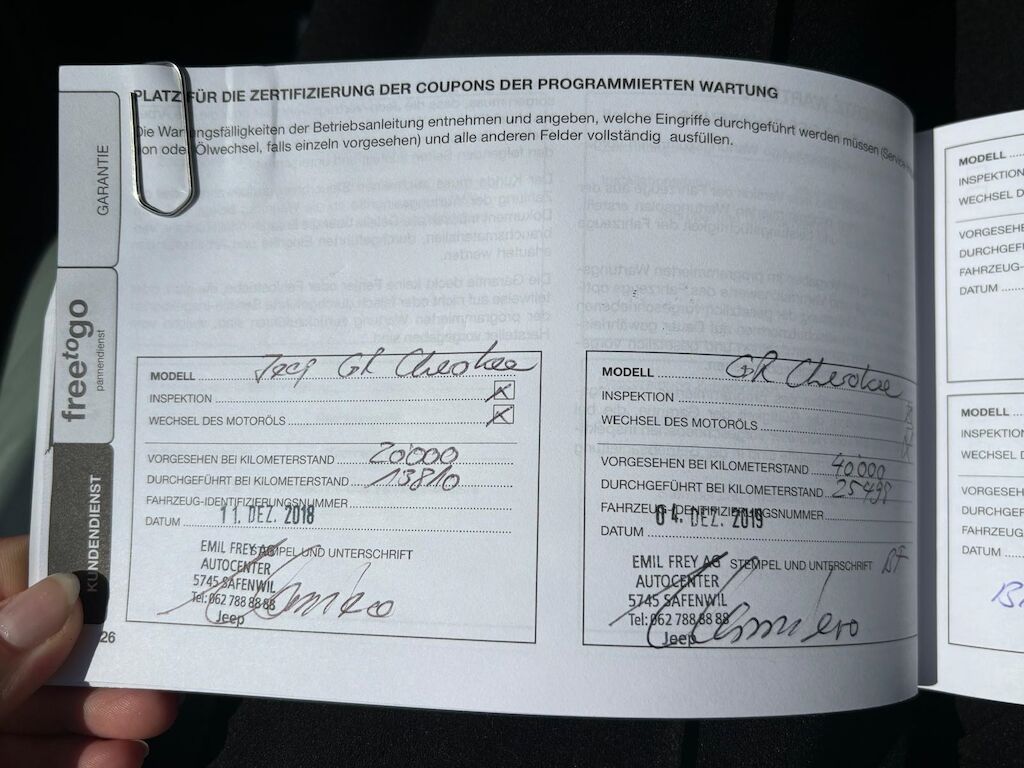 PLATZ FÜR DIE ZERTIFIZIERUNG DER COUPONS DER PROGRAMMIERTEN WARTUNG
Die Wartungsfälligkeiten der Betriebsanleitung entnehmen und angeben, welche Eingriffe durchgeführt werden müssen
ion oder Ölwechsel, falls einzeln vorgesehen) und alle anderen Felder vollständig ausfüllen.
GARANTIE
freetogo
pannendienst
KUNDENDIENST
MODELL Jeep GR Cherokee
INSPEKTION
WECHSEL DES MOTORÖLS
VORGESEHEN BEI KILOMETERSTAND 20'000
DURCHGEFÜHRT BEI KILOMETERSTAND 13810
FAHRZEUG-IDENTIFIZIERUNGSNUMMER
DATUM 11. DEZ. 2018
STEMPEL UND UNTERSCHRIFT
EMIL FREY AG
AUTOCENTER
5745 SAFENWIL
Tel: 062 788 88 88
Jeep
MODELL GR Cherokee
INSPEKTION
WECHSEL DES MOTORÖLS
VORGESEHEN BEI KILOMETERSTAND 40'000
DURCHGEFÜHRT BEI KILOMETERSTAND 25498
FAHRZEUG-IDENTIFIZIERUNGSNUMMER
DATUM 04. DEZ. 2019
STEMPEL UND UNTERSCHRIFT
EMIL FREY AG
AUTOCENTER
5745 SAFENWIL
Tel: 062 788 88 88
Jeep
26
MODELL
INSPEKTION
WECHSEL D
VORGESEHE
DURCHGEF
FAHRZEUG-
DATUM
MODELL
INSPEKTION
WECHSEL D
VORGESEH
DURCHGEF
FAHRZEUG
DATUM